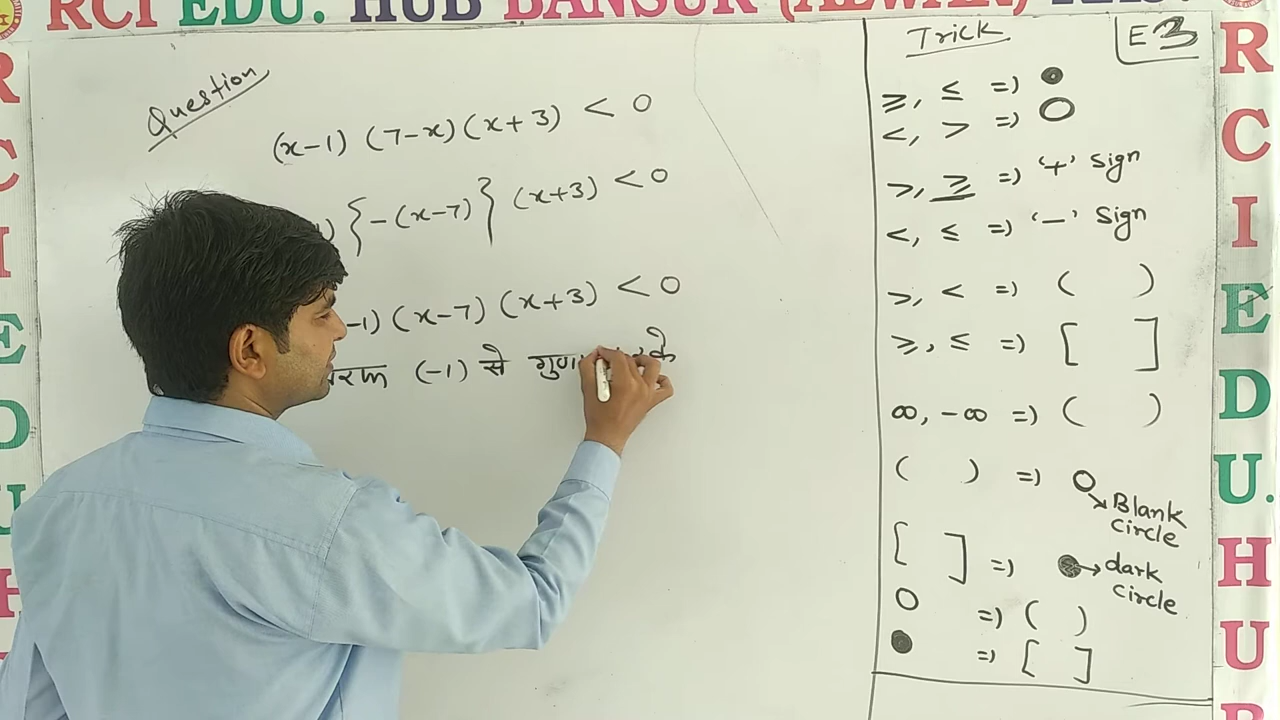 RCI EDU. HUB BANSUR (ALWAR)
Question
(x-1) (7-x) (x+3) < 0
{-(x-7)} (x+3) < 0
-1) (x-7) (x+3) < 0
(-1) से
Trick
E3
≥, ≤ => ●
<, > => ○
>, ≥ => '+' sign
<, ≤ => '-' Sign
>, < => ( )
≥, ≤ => [ ]
∞, -∞ => ( )
( ) => ○ → Blank circle
[ ] => ● → dark circle
○ => ( )
● => [ ]
R
C
I
E
D
U.
H
U
R
C
I
E
D
U.
H
U